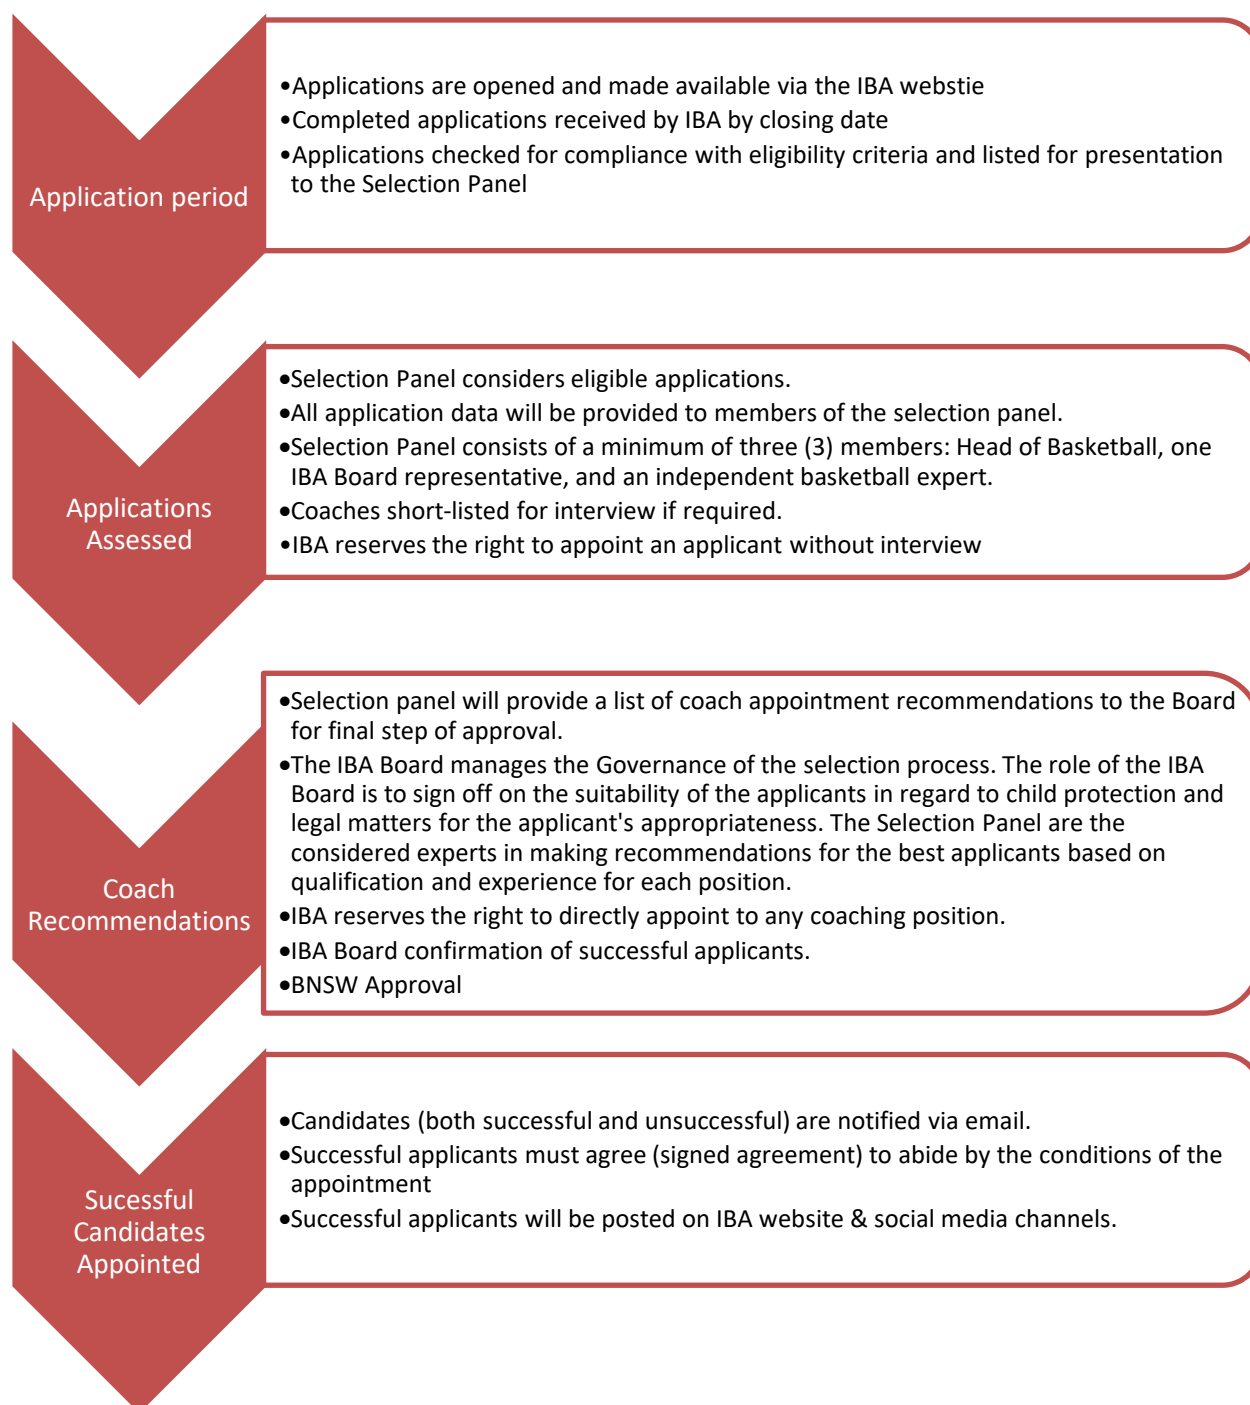 Application period
•Applications are opened and made available via the IBA webstie
•Completed applications received by IBA by closing date
•Applications checked for compliance with eligibility criteria and listed for presentation
to the Selection Panel
Applications
Assessed
•Selection Panel considers eligible applications.
•All application data will be provided to members of the selection panel.
•Selection Panel consists of a minimum of three (3) members: Head of Basketball, one
IBA Board representative, and an independent basketball expert.
•Coaches short-listed for interview if required.
•IBA reserves the right to appoint an applicant without interview
Coach
Recommendations
•Selection panel will provide a list of coach appointment recommendations to the Board
for final step of approval.
•The IBA Board manages the Governance of the selection process. The role of the IBA
Board is to sign off on the suitability of the applicants in regard to child protection and
legal matters for the applicant's appropriateness. The Selection Panel are the
considered experts in making recommendations for the best applicants based on
qualification and experience for each position.
•IBA reserves the right to directly appoint to any coaching position.
•IBA Board confirmation of successful applicants.
•BNSW Approval
Sucessful
Candidates
Appointed
•Candidates (both successful and unsuccessful) are notified via email.
•Successful applicants must agree (signed agreement) to abide by the conditions of the
appointment
•Successful applicants will be posted on IBA website & social media channels.